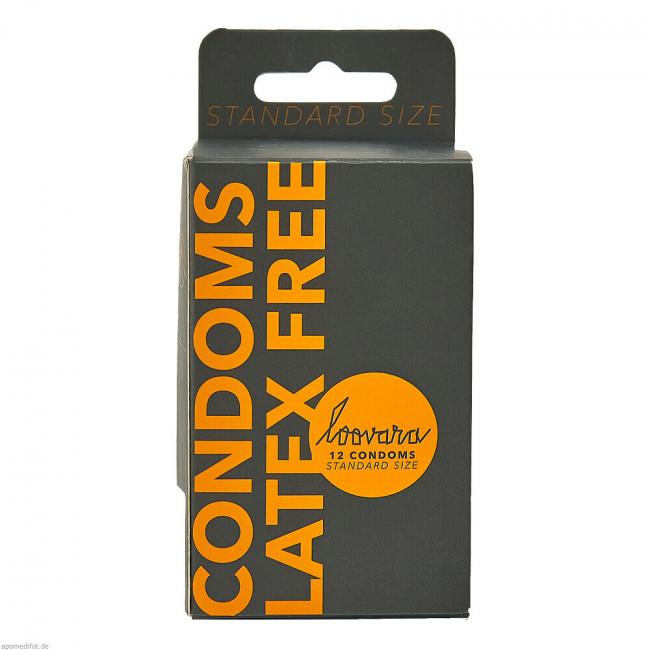 STANDARD SIZE
CONDOMS
LATEX FREE
loovara
12 CONDOMS
STANDARD SIZE
apomedifot.de